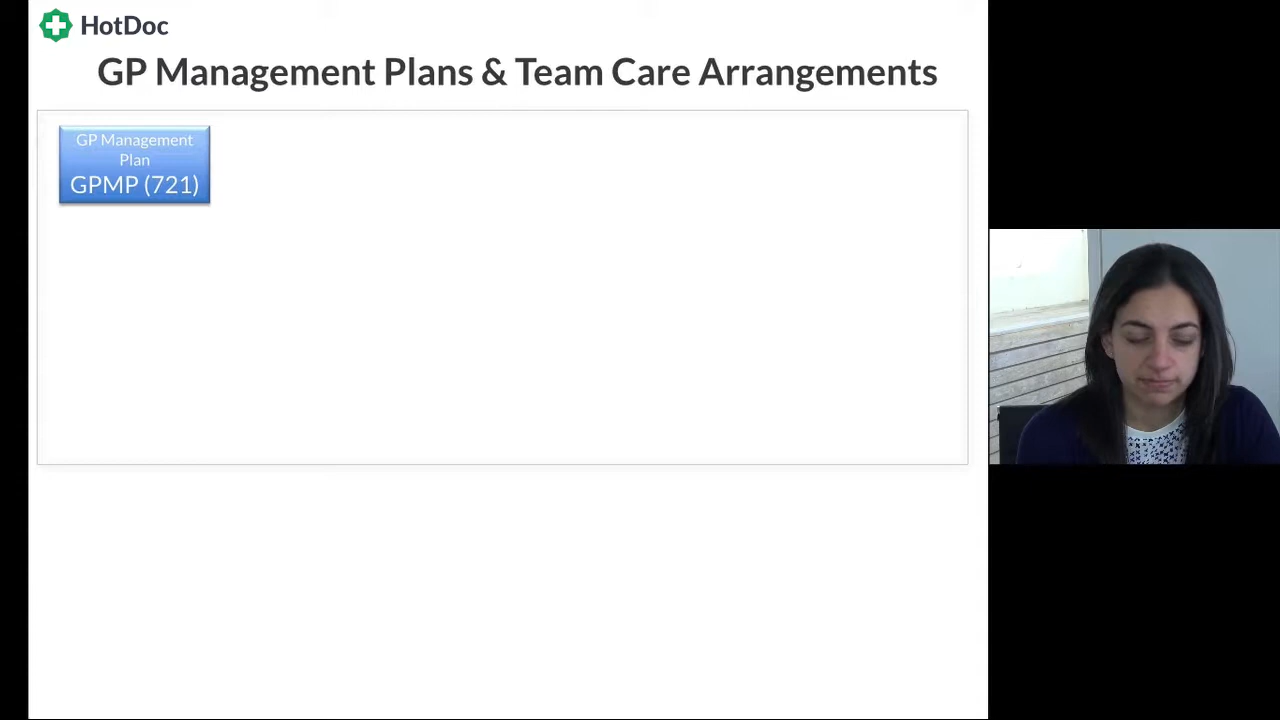 HotDoc
GP Management Plans & Team Care Arrangements
GP Management
Plan
GPMP (721)